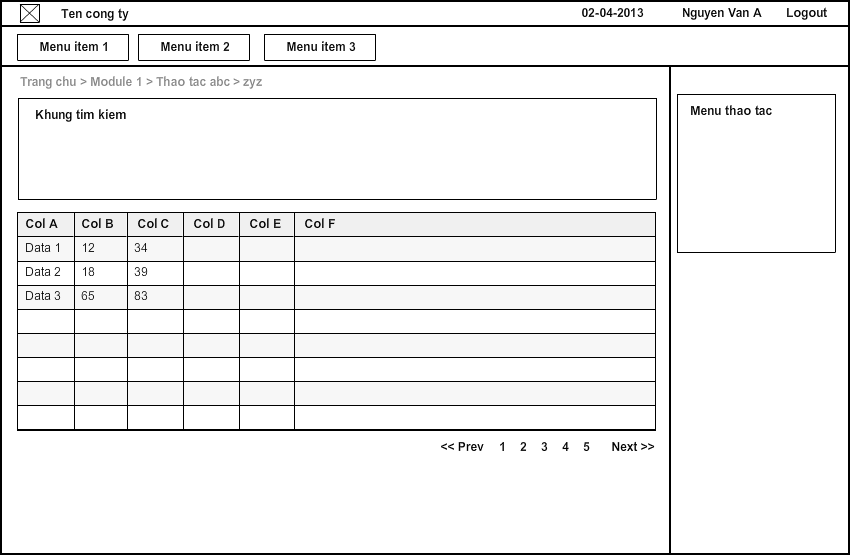 Ten cong ty 02-04-2013 Nguyen Van A Logout
Menu item 1 Menu item 2 Menu item 3
Trang chu > Module 1 > Thao tac abc > zyz
Khung tim kiem
Menu thao tac
Col A Col B Col C Col D Col E Col F
Data 1 12 34
Data 2 18 39
Data 3 65 83
<< Prev 1 2 3 4 5 Next >>